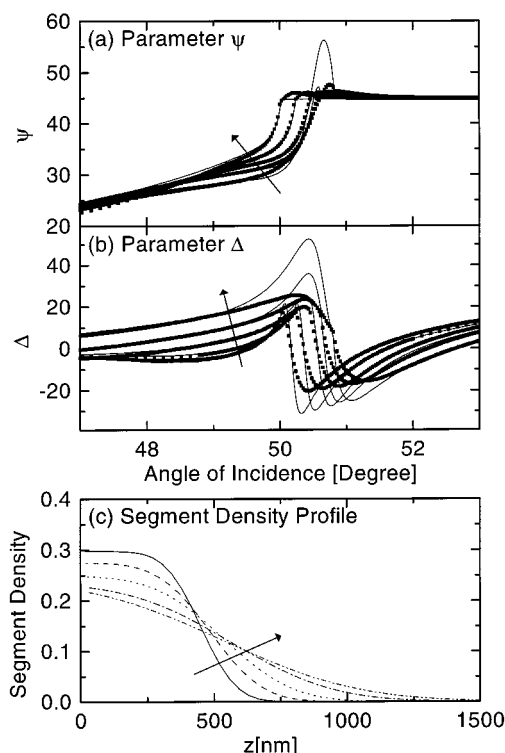 60
(a) Parameter ψ
50
40
ψ
30
20
(b) Parameter Δ
40
20
Δ
0
-20
48
50
52
Angle of Incidence [Degree]
0.4
(c) Segment Density Profile
0.3
Segment Density
0.2
0.1
0.0
0
500
1000
1500
z[nm]